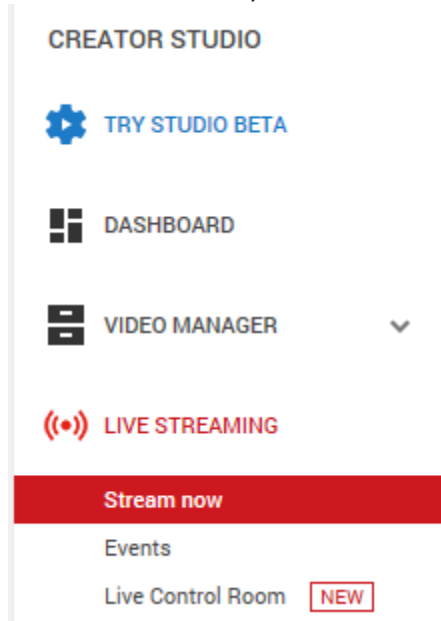 CREATOR STUDIO
TRY STUDIO BETA
DASHBOARD
VIDEO MANAGER
LIVE STREAMING
Stream now
Events
Live Control Room NEW